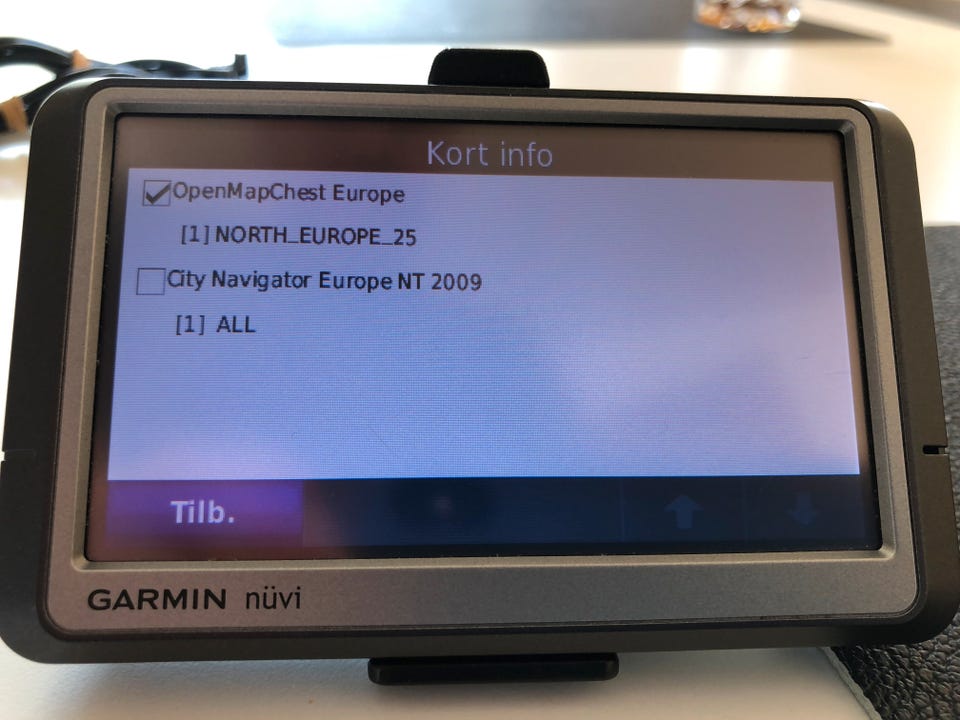 Kort info
OpenMapChest Europe
[1] NORTH_EUROPE_25
City Navigator Europe NT 2009
[1] ALL
Tilb.
GARMIN nüvi